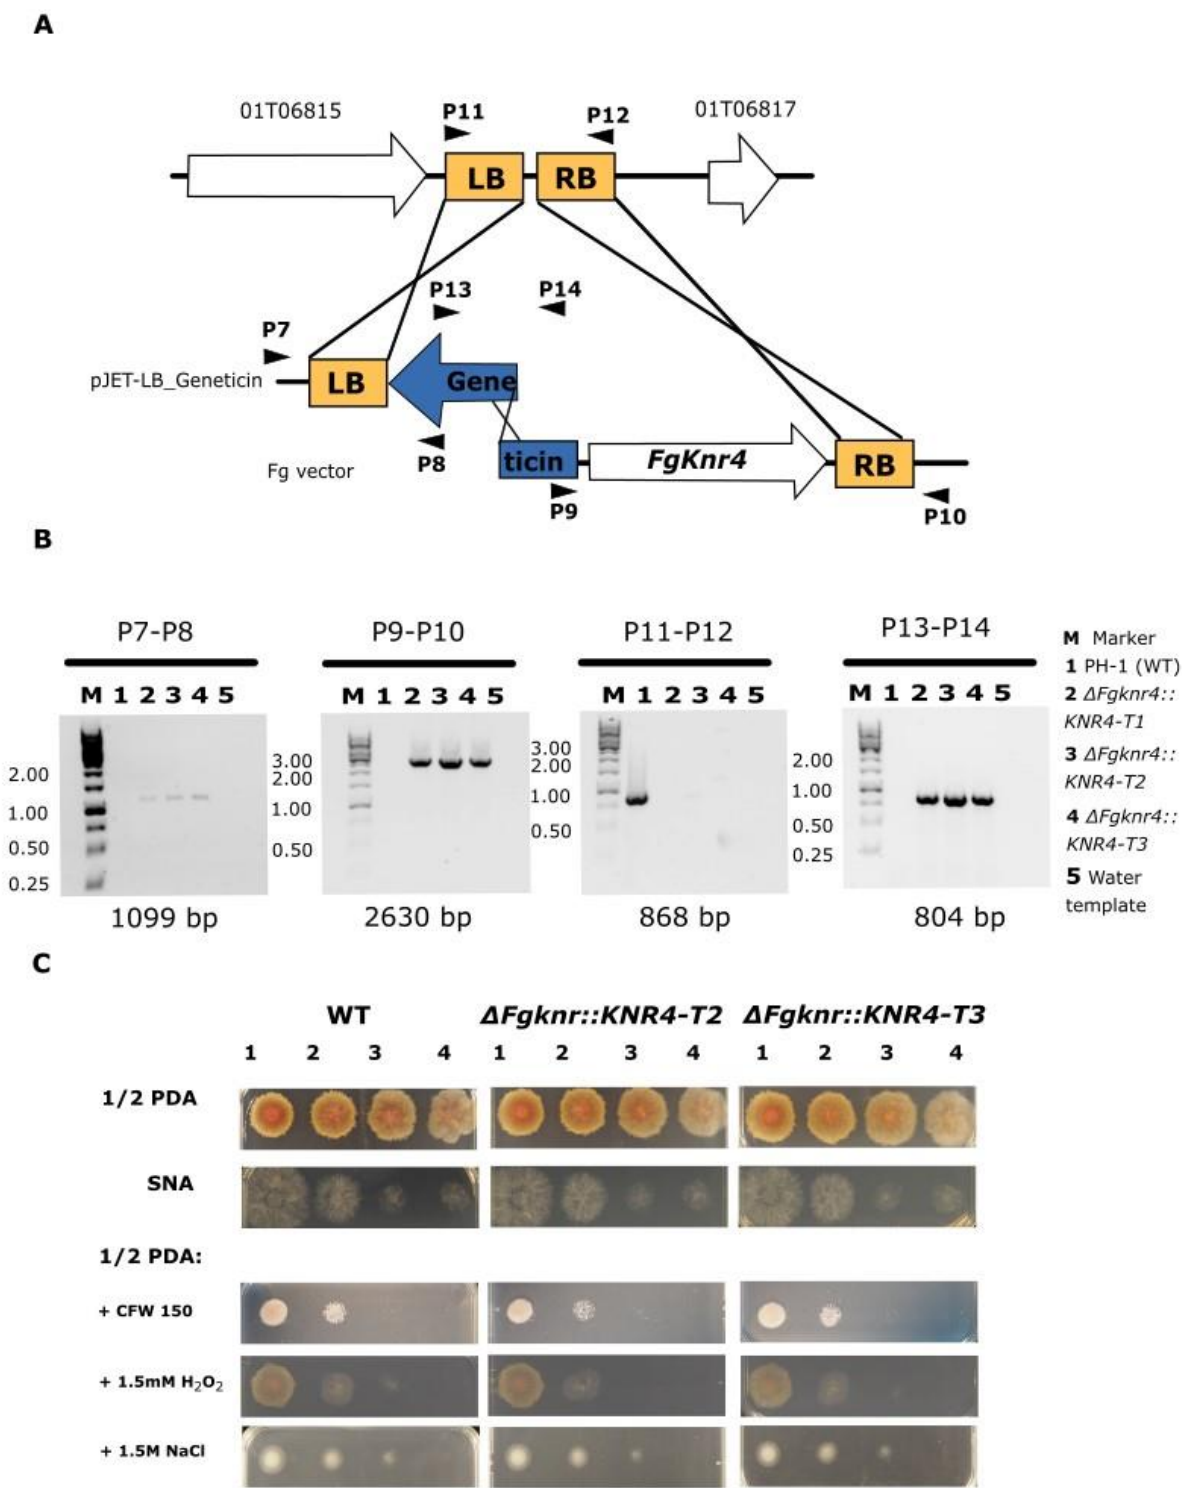 A
01T06815
P11
P12
01T06817
LB
RB
P13
P14
P7
pJET-LB_Geneticin
LB
Gene
P8
ticin
FgKnr4
RB
Fg vector
P9
P10
B
P7-P8
P9-P10
P11-P12
P13-P14
M 1 2 3 4 5
M 1 2 3 4 5
M 1 2 3 4 5
M 1 2 3 4 5
2.00
1.00
0.50
0.25
3.00
2.00
1.00
0.50
3.00
2.00
1.00
0.50
2.00
1.00
0.50
0.25
1099 bp
2630 bp
868 bp
804 bp
M Marker
1 PH-1 (WT)
2 ΔFgknr4::
KNR4-T1
3 ΔFgknr4::
KNR4-T2
4 ΔFgknr4::
KNR4-T3
5 Water
template
C
WT
ΔFgknr::KNR4-T2
ΔFgknr::KNR4-T3
1 2 3 4
1 2 3 4
1 2 3 4
1/2 PDA
SNA
1/2 PDA:
+ CFW 150
+ 1.5mM H₂O₂
+ 1.5M NaCl